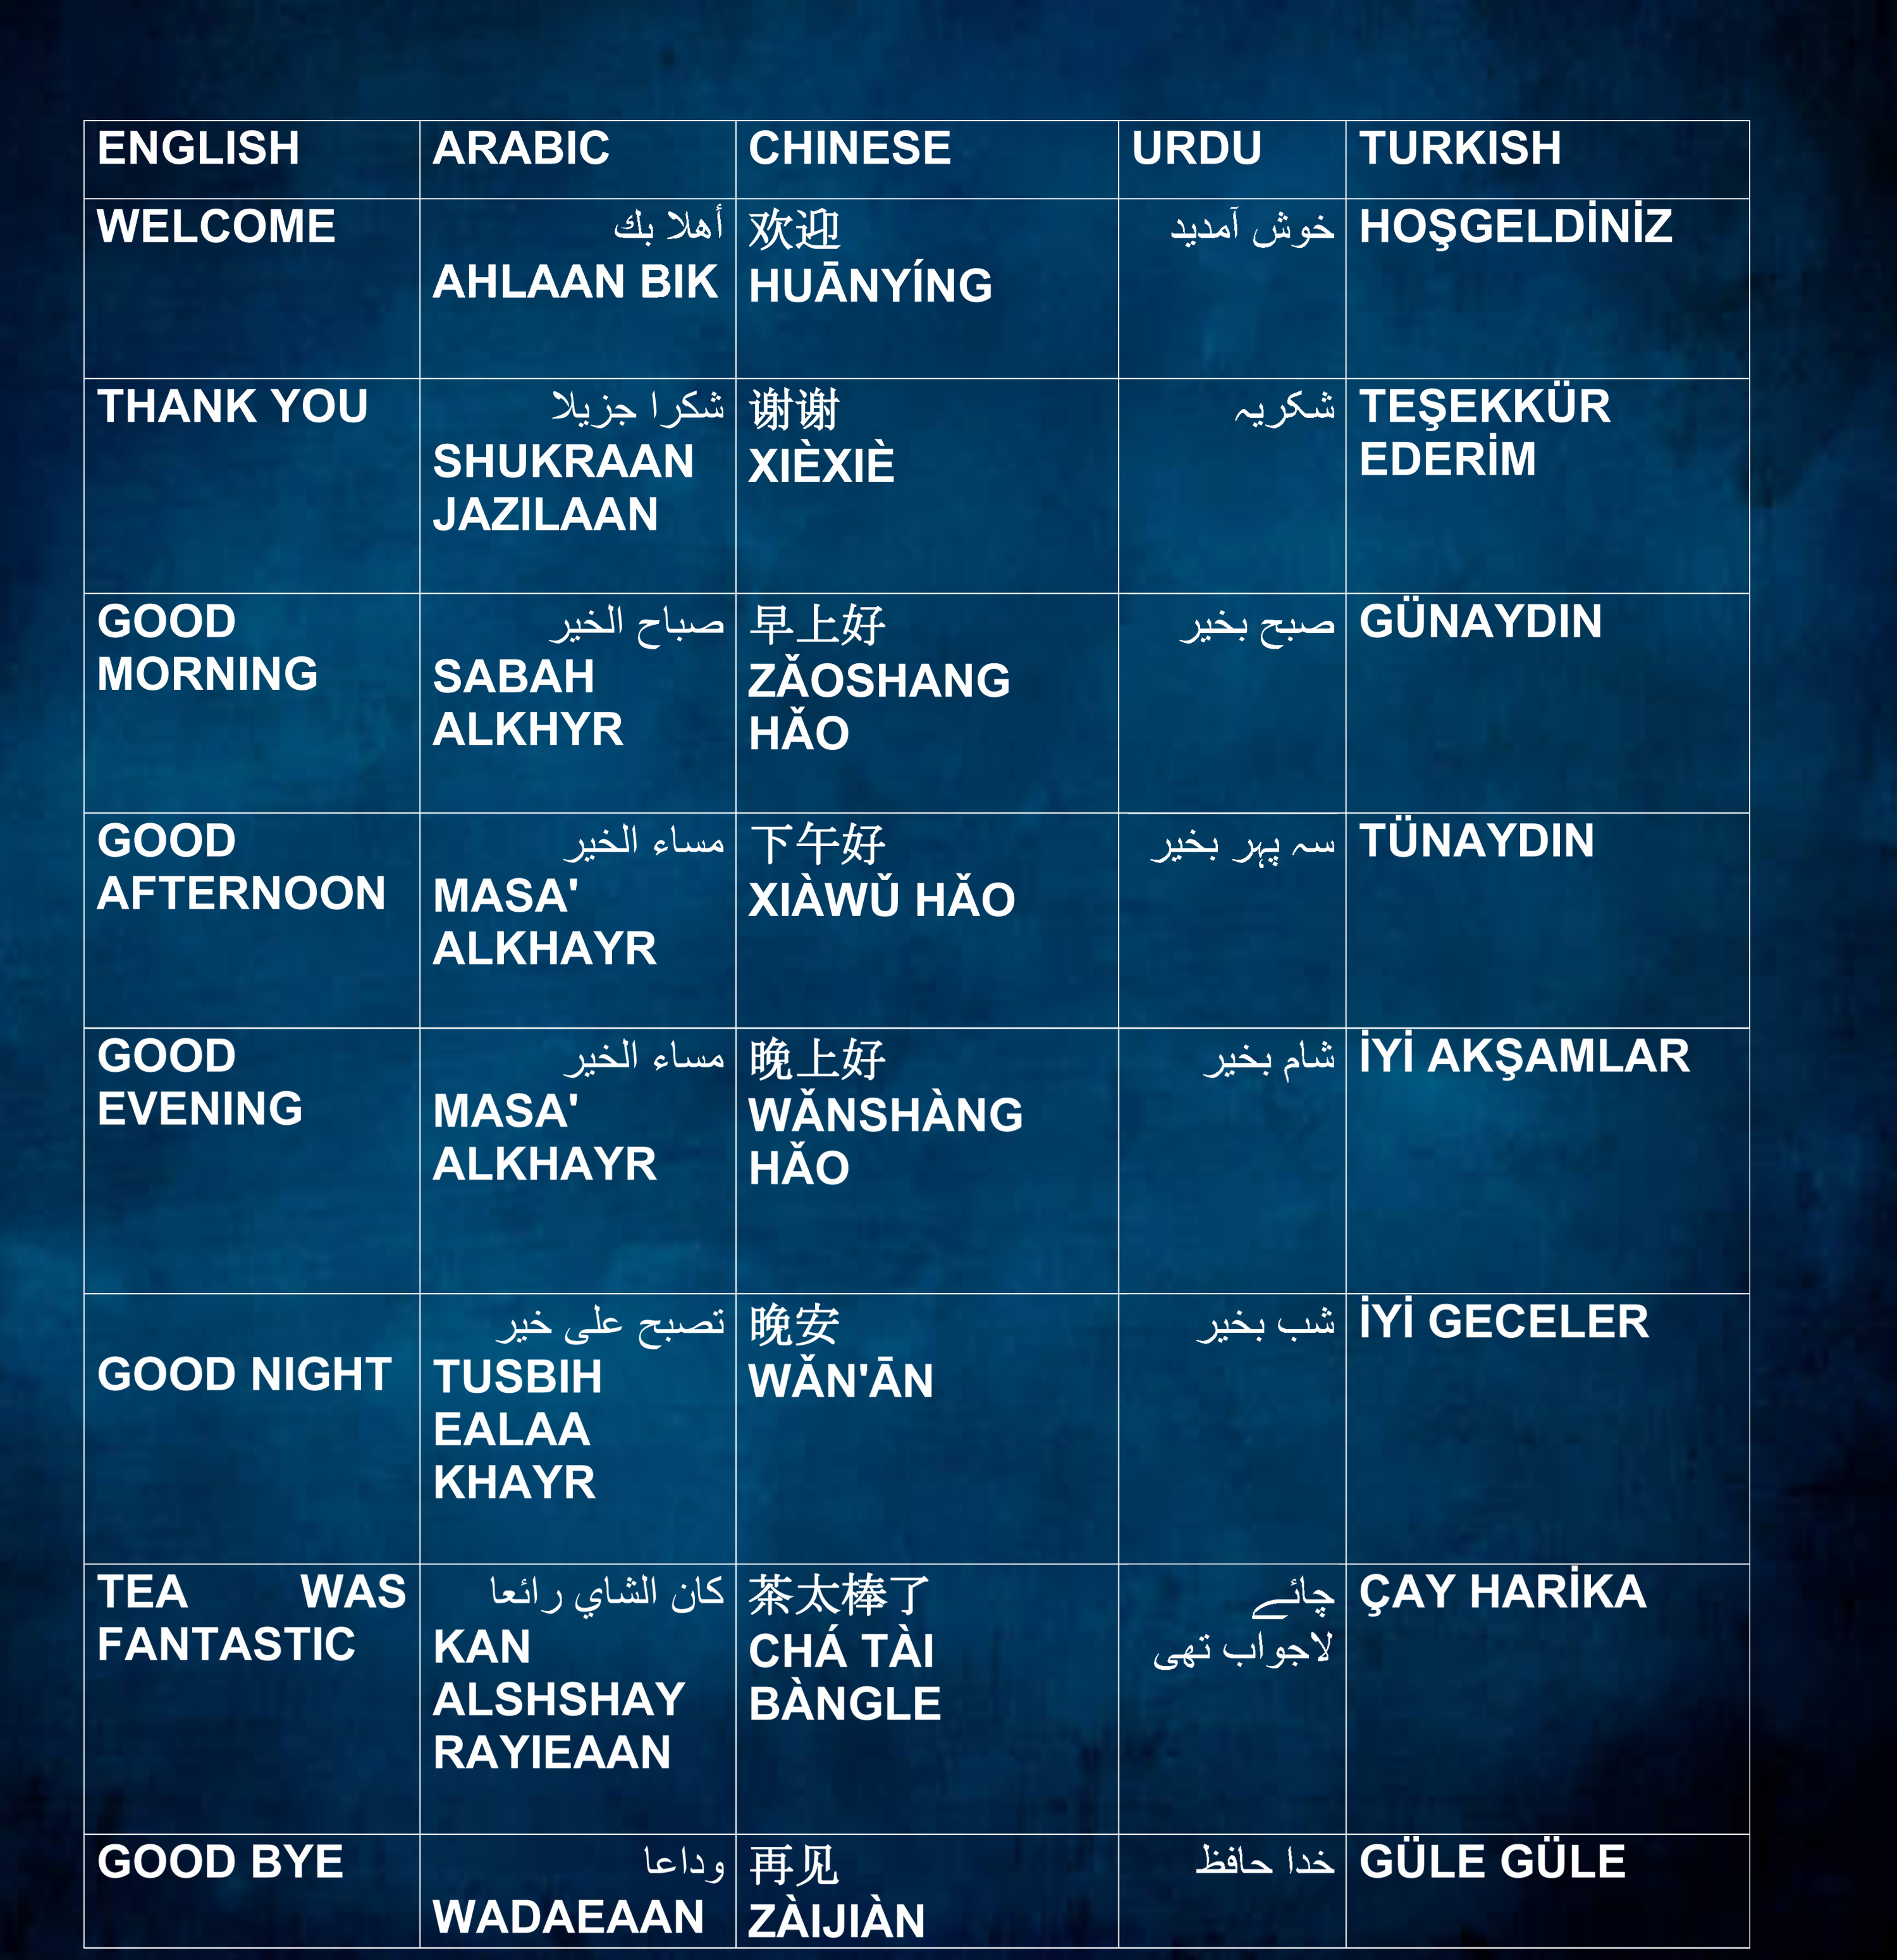 ENGLISH
ARABIC
CHINESE
URDU
TURKISH
WELCOME
أهلا بك
AHLAAN BIK
欢迎
HUĀNYÍNG
خوش آمدید
HOŞGELDİNİZ
THANK YOU
شكرا جزيلا
SHUKRAAN
JAZILAAN
谢谢
XIÈXIÈ
شکریہ
TEŞEKKÜR
EDERİM
GOOD
MORNING
صباح الخير
SABAH
ALKHYR
早上好
ZǍOSHANG
HǍO
صبح بخیر
GÜNAYDIN
GOOD
AFTERNOON
مساء الخير
MASA'
ALKHAYR
下午好
XIÀWǓ HǍO
سہ پہر بخیر
TÜNAYDIN
GOOD
EVENING
مساء الخير
MASA'
ALKHAYR
晚上好
WǍNSHÀNG
HǍO
شام بخیر
İYİ AKŞAMLAR
GOOD NIGHT
تصبح على خير
TUSBIH
EALAA
KHAYR
晚安
WǍN'ĀN
شب بخیر
İYİ GECELER
TEA WAS
FANTASTIC
كان الشاي رائعا
KAN
ALSHSHAY
RAYIEAAN
茶太棒了
CHÁ TÀI
BÀNGLE
چائے
لاجواب تھی
ÇAY HARİKA
GOOD BYE
وداعا
WADAEAAN
再见
ZÀIJIÀN
خدا حافظ
GÜLE GÜLE